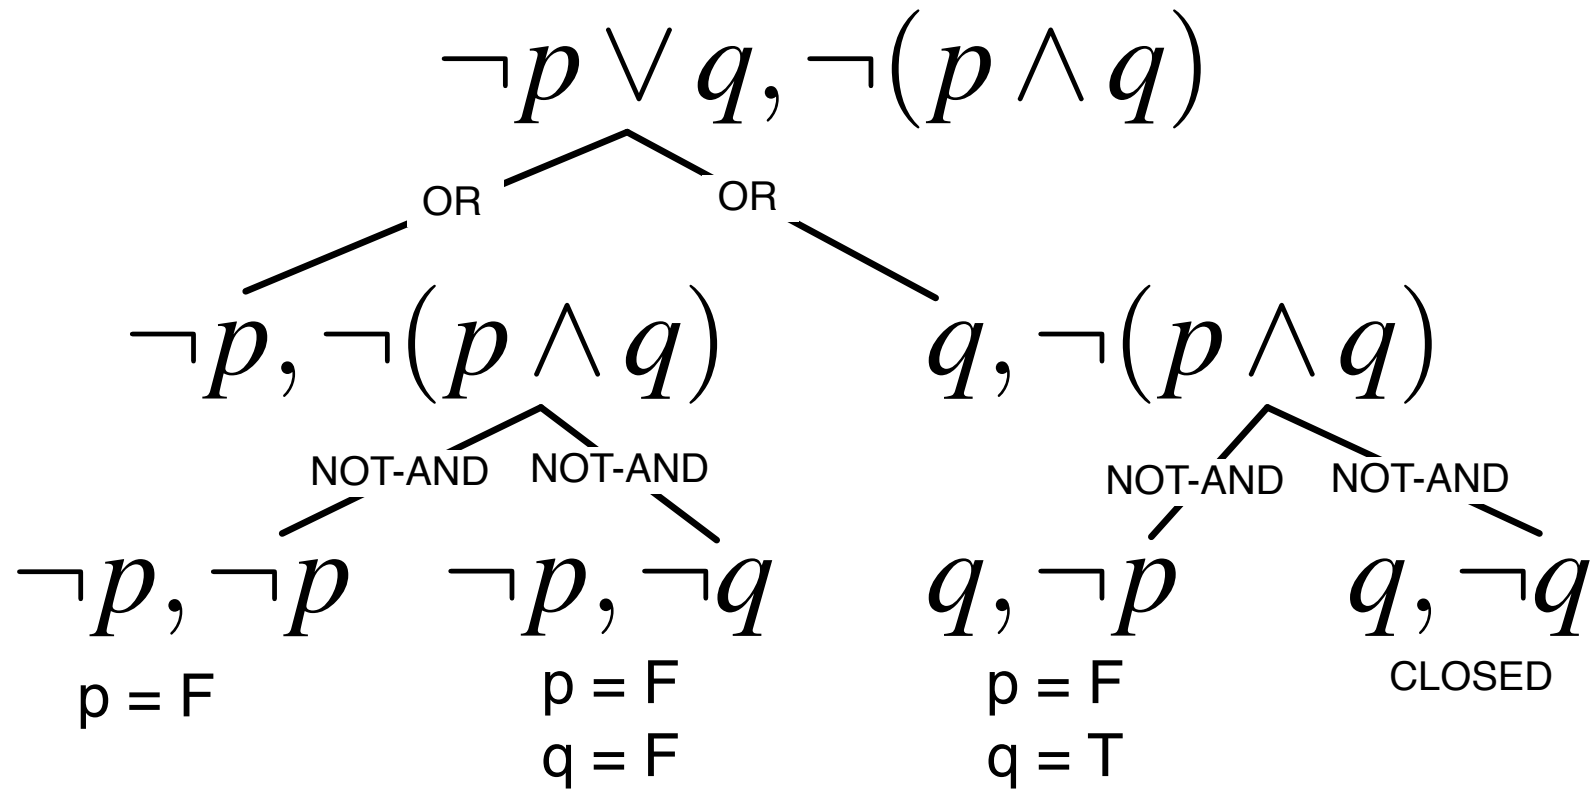 ¬p ∨ q, ¬(p ∧ q)
OR OR
¬p, ¬(p ∧ q) q, ¬(p ∧ q)
NOT-AND NOT-AND NOT-AND NOT-AND
¬p, ¬p ¬p, ¬q q, ¬p q, ¬q
p = F p = F p = F CLOSED
q = F q = T